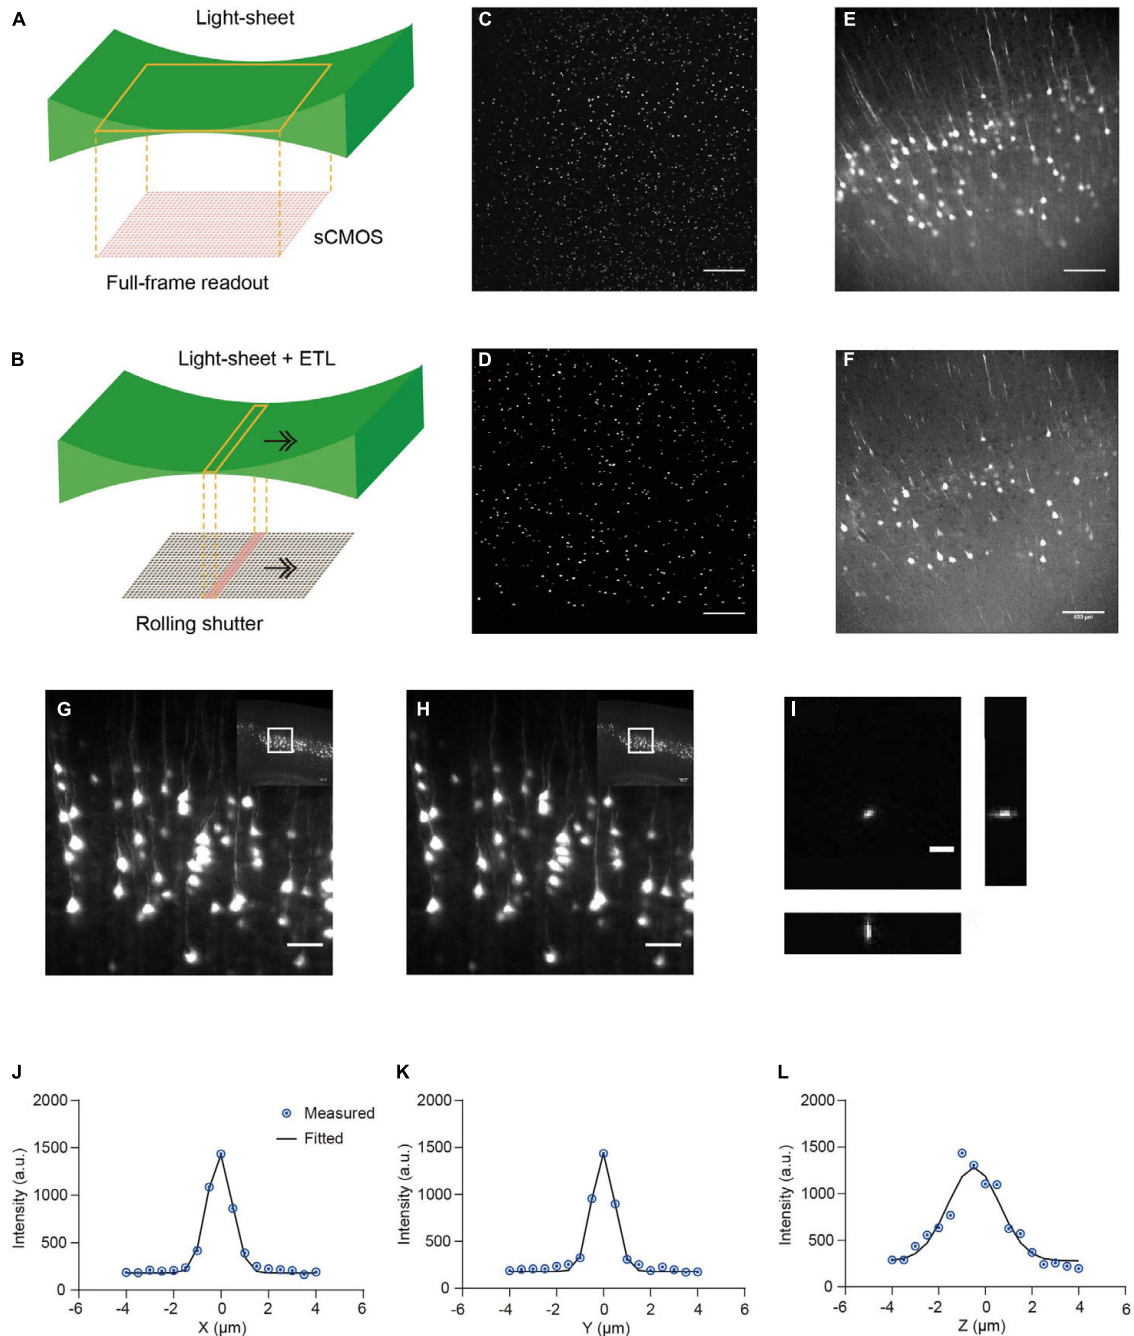 A
Light-sheet
sCMOS
Full-frame readout
B
Light-sheet + ETL
Rolling shutter
C
D
E
F
G
H
I
J
2000
1500
1000
500
0
Intensity (a.u.)
Measured
Fitted
-6
-4
-2
0
2
4
6
X (μm)
K
2000
1500
1000
500
0
Intensity (a.u.)
-6
-4
-2
0
2
4
6
Y (μm)
L
2000
1500
1000
500
0
Intensity (a.u.)
-6
-4
-2
0
2
4
6
Z (μm)